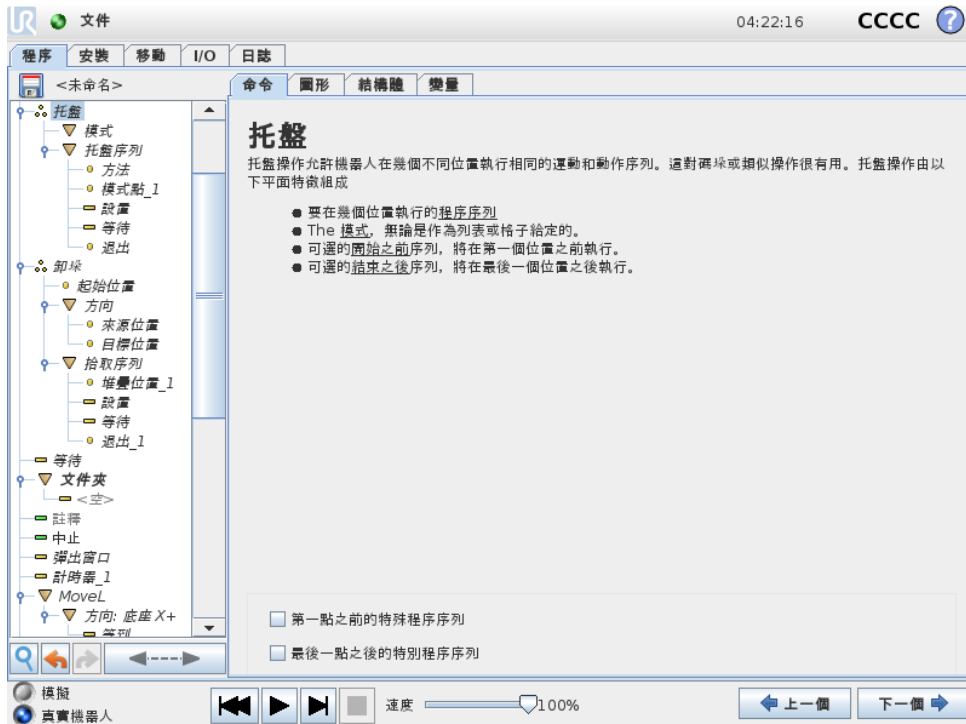 UR 文件 04:22:16 CCCC ?
程序 安裝 移動 I/O 日誌
<未命名>
命令 圖形 結構體 變量
托盤
模式
托盤序列
方法
模式點_1
設置
等待
退出
卸垛
起始位置
方向
來源位置
目標位置
拾取序列
堆疊位置_1
設置
等待
退出_1
等待
文件夾
<空>
註釋
中止
彈出窗口
計時器_1
MoveL
方向: 底座 X+
等到
托盤
托盤操作允許機器人在幾個不同位置執行相同的運動和動作序列。這對碼垛或類似操作很有用。托盤操作由以
下平面特徵組成
要在幾個位置執行的程序序列
The 模式, 無論是作為列表或格子給定的。
可選的開始之前序列, 將在第一個位置之前執行。
可選的結束之後序列, 將在最後一個位置之後執行。
第一點之前的特殊程序序列
最後一點之後的特別程序序列
模擬
真實機器人
速度 100%
上一個 下一個